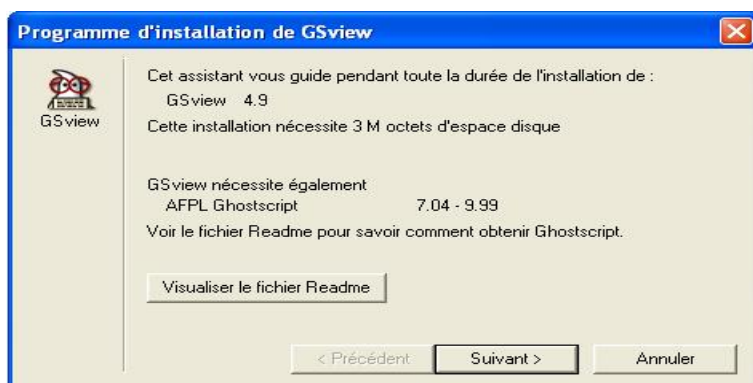 Programme d'installation de GSview
Cet assistant vous guide pendant toute la durée de l'installation de :
GSview 4.9
GSview
Cette installation nécessite 3 M octets d'espace disque
GSview nécessite également
AFPL Ghostscript 7.04 - 9.99
Voir le fichier Readme pour savoir comment obtenir Ghostscript.
Visualiser le fichier Readme
< Précédent Suivant > Annuler